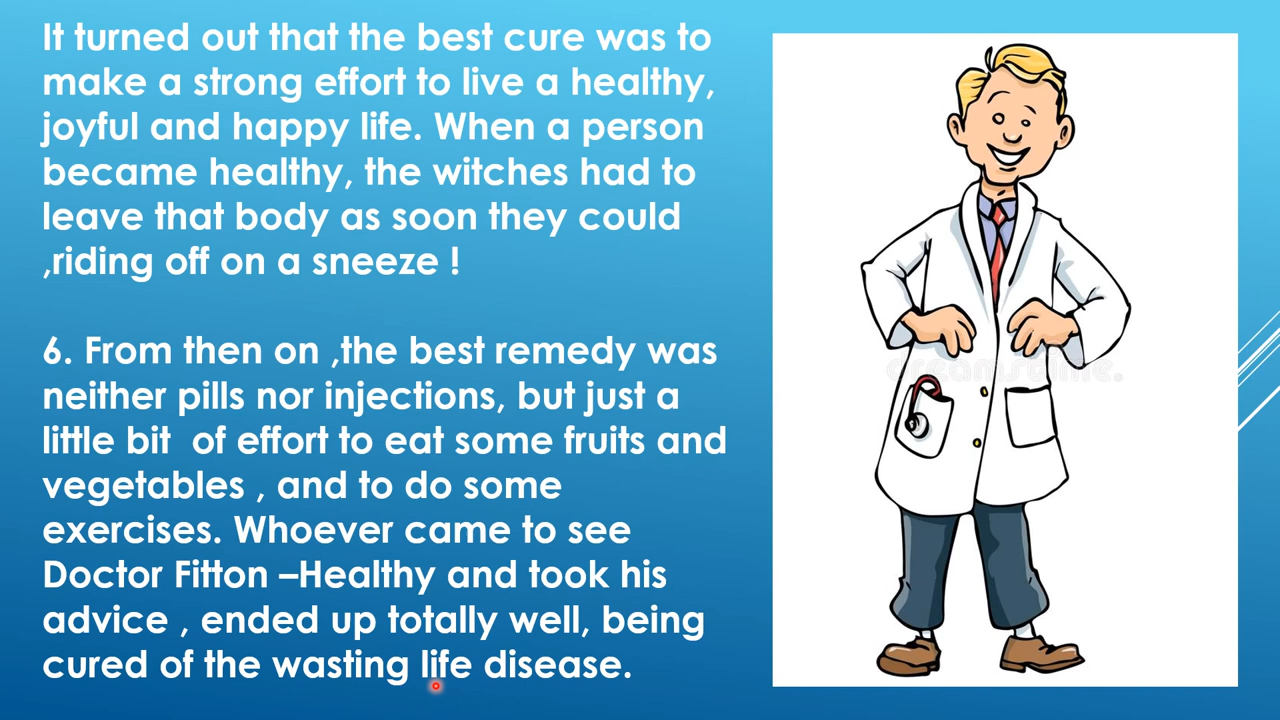 It turned out that the best cure was to
make a strong effort to live a healthy,
joyful and happy life. When a person
became healthy, the witches had to
leave that body as soon they could
,riding off on a sneeze !
6. From then on ,the best remedy was
neither pills nor injections, but just a
little bit  of effort to eat some fruits and
vegetables , and to do some
exercises. Whoever came to see
Doctor Fitton –Healthy and took his
advice , ended up totally well, being
cured of the wasting life disease.
dreamstime.